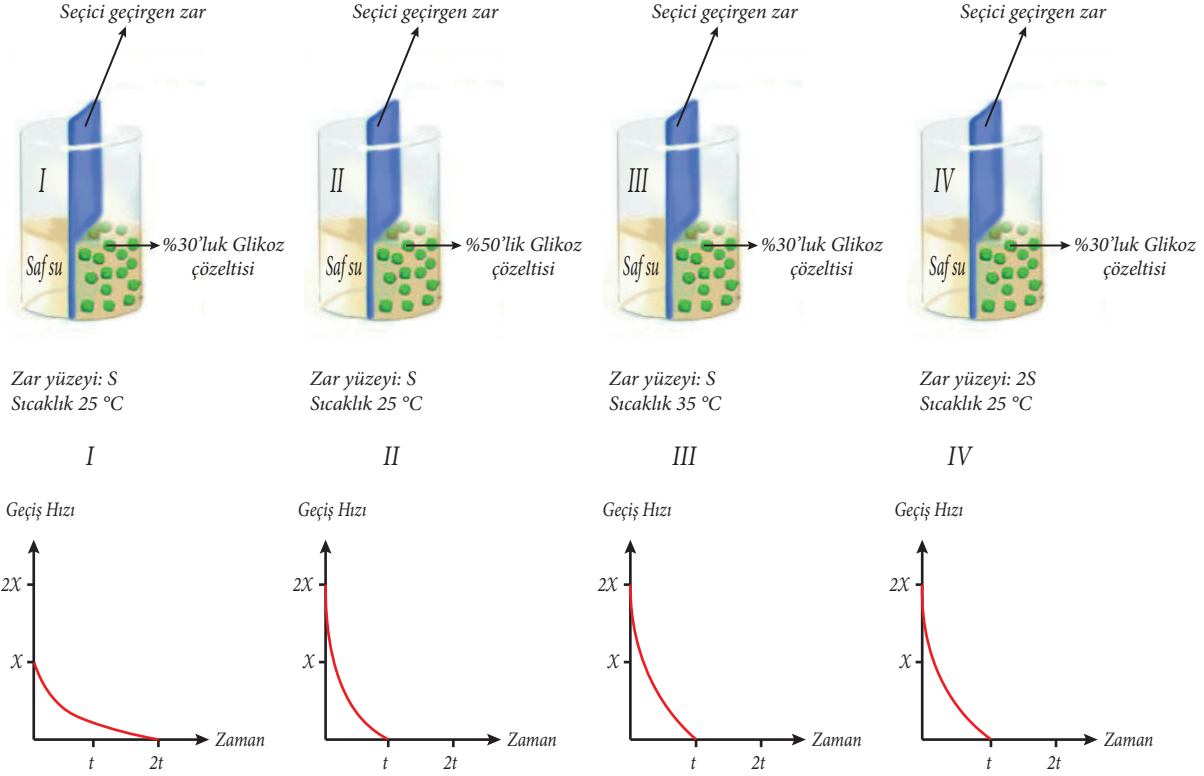 Seçici geçirgen zar
Seçici geçirgen zar
Seçici geçirgen zar
Seçici geçirgen zar
I
Saf su
%30'luk Glikoz
çözeltisi
II
Saf su
%50'lik Glikoz
çözeltisi
III
Saf su
%30'luk Glikoz
çözeltisi
IV
Saf su
%30'luk Glikoz
çözeltisi
Zar yüzeyi: S
Sıcaklık 25 °C
Zar yüzeyi: S
Sıcaklık 25 °C
Zar yüzeyi: S
Sıcaklık 35 °C
Zar yüzeyi: 2S
Sıcaklık 25 °C
I
II
III
IV
Geçiş Hızı
2X
X
t
2t
Zaman
Geçiş Hızı
2X
X
t
2t
Zaman
Geçiş Hızı
2X
X
t
2t
Zaman
Geçiş Hızı
2X
X
t
2t
Zaman